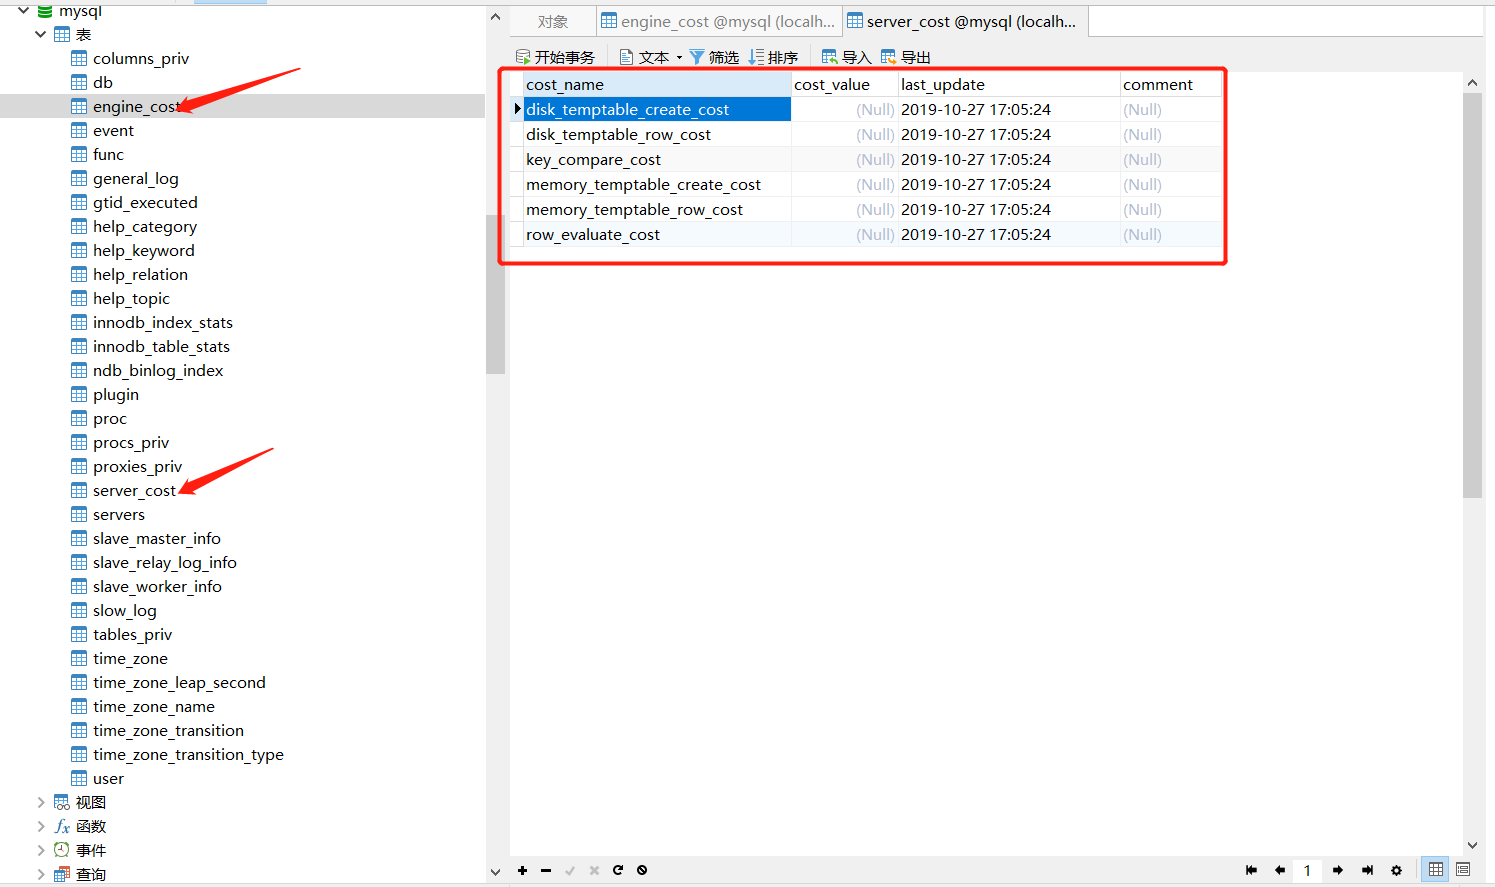 mysql
表
columns_priv
db
engine_cost
event
func
general_log
gtid_executed
help_category
help_keyword
help_relation
help_topic
innodb_index_stats
innodb_table_stats
ndb_binlog_index
plugin
proc
procs_priv
proxies_priv
server_cost
servers
slave_master_info
slave_relay_log_info
slave_worker_info
slow_log
tables_priv
time_zone
time_zone_leap_second
time_zone_name
time_zone_transition
time_zone_transition_type
user
视图
fx 函数
事件
查询
对象 engine_cost @mysql (localh... server_cost @mysql (localh...
开始事务 文本 筛选 排序 导入 导出
cost_name cost_value last_update comment
disk_temptable_create_cost (Null) 2019-10-27 17:05:24 (Null)
disk_temptable_row_cost (Null) 2019-10-27 17:05:24 (Null)
key_compare_cost (Null) 2019-10-27 17:05:24 (Null)
memory_temptable_create_cost (Null) 2019-10-27 17:05:24 (Null)
memory_temptable_row_cost (Null) 2019-10-27 17:05:24 (Null)
row_evaluate_cost (Null) 2019-10-27 17:05:24 (Null)
1